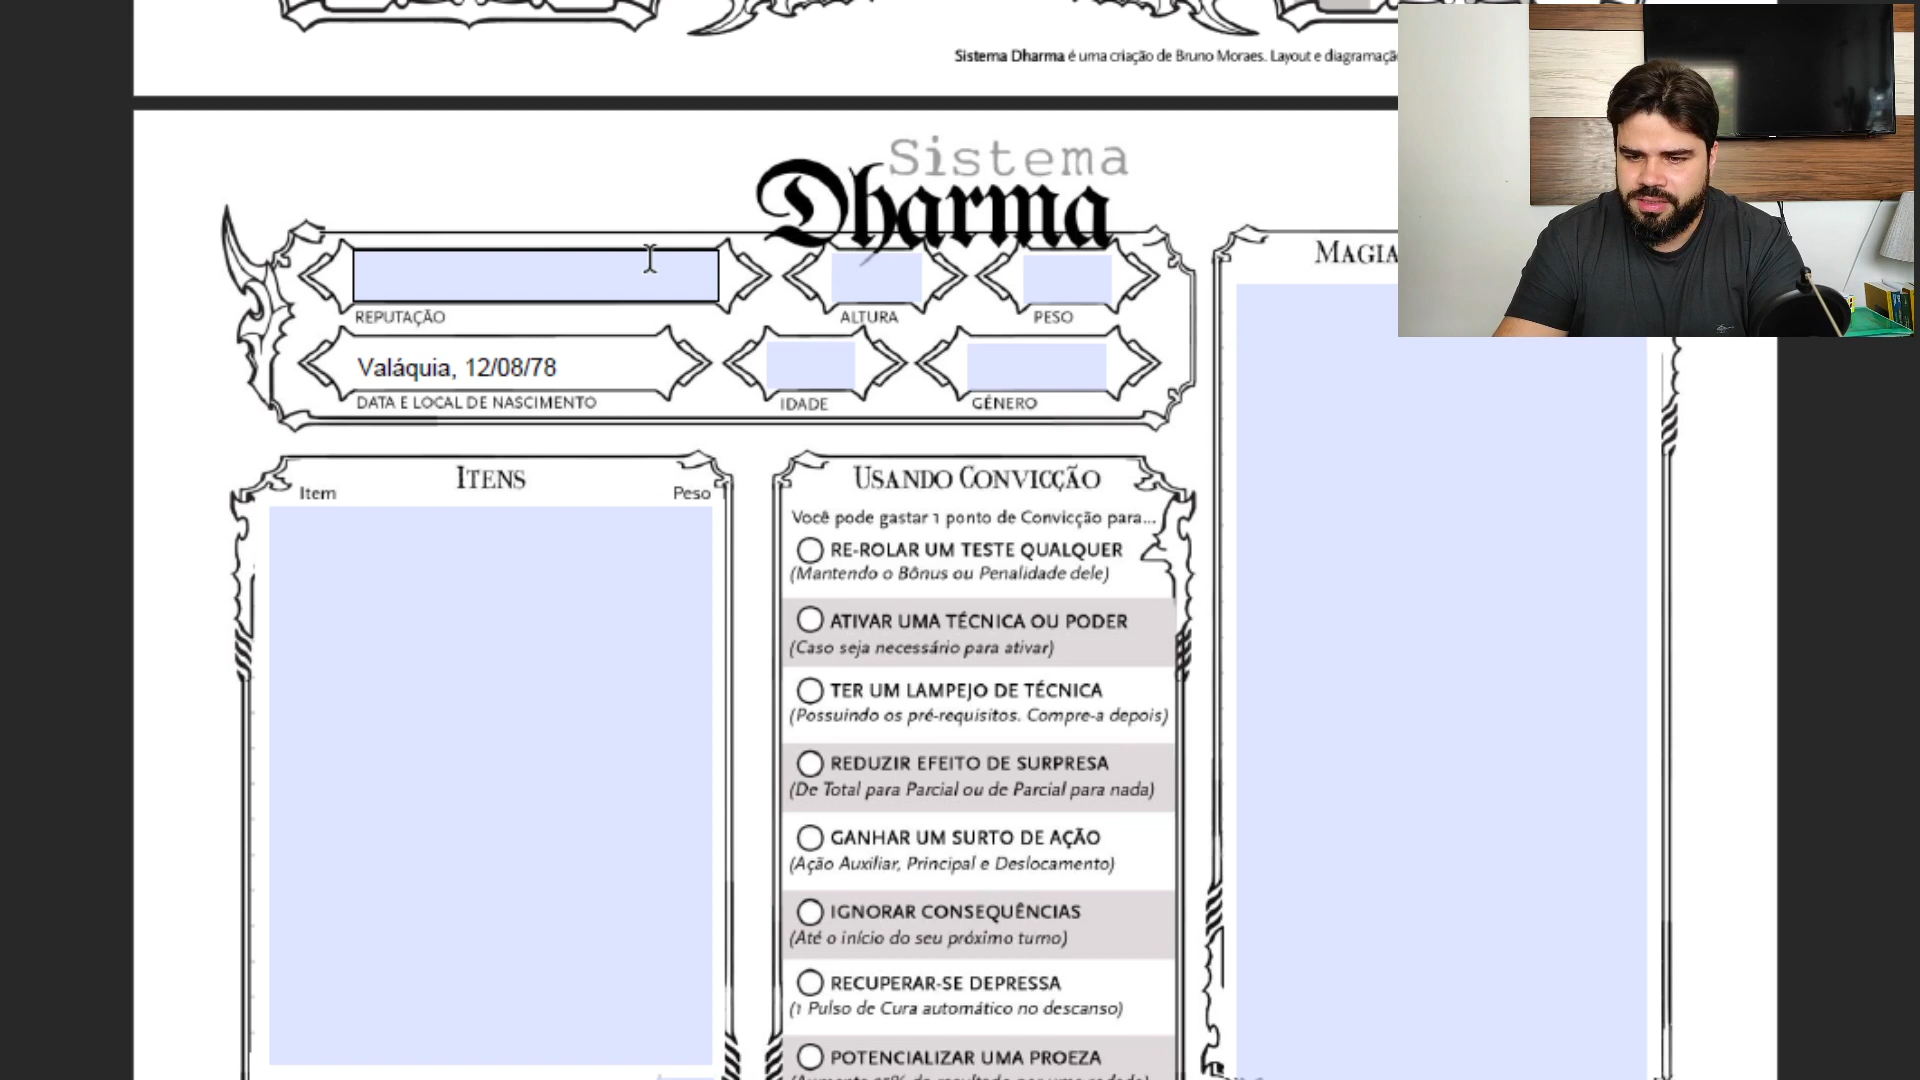 Sistema Dharma é uma criação de Bruno Moraes. Layout e
Sistema
Dharma
REPUTAÇÃO
ALTURA
PESO
Valáquia, 12/08/78
DATA E LOCAL DE NASCIMENTO
IDADE
GÊNERO
ITENS
Item
Peso
USANDO CONVICÇÃO
Você pode gastar 1 ponto de Convicção para...
RE-ROLAR UM TESTE QUALQUER
(Mantendo o Bônus ou Penalidade dele)
ATIVAR UMA TÉCNICA OU PODER
(Caso seja necessário para ativar)
TER UM LAMPEJO DE TÉCNICA
(Possuindo os pré-requisitos. Compre-a depois)
REDUZIR EFEITO DE SURPRESA
(De Total para Parcial ou de Parcial para nada)
GANHAR UM SURTO DE AÇÃO
(Ação Auxiliar, Principal e Deslocamento)
IGNORAR CONSEQUÊNCIAS
(Até o início do seu próximo turno)
RECUPERAR-SE DEPRESSA
(1 Pulso de Cura automático no descanso)
POTENCIALIZAR UMA PROEZA
MAGIA